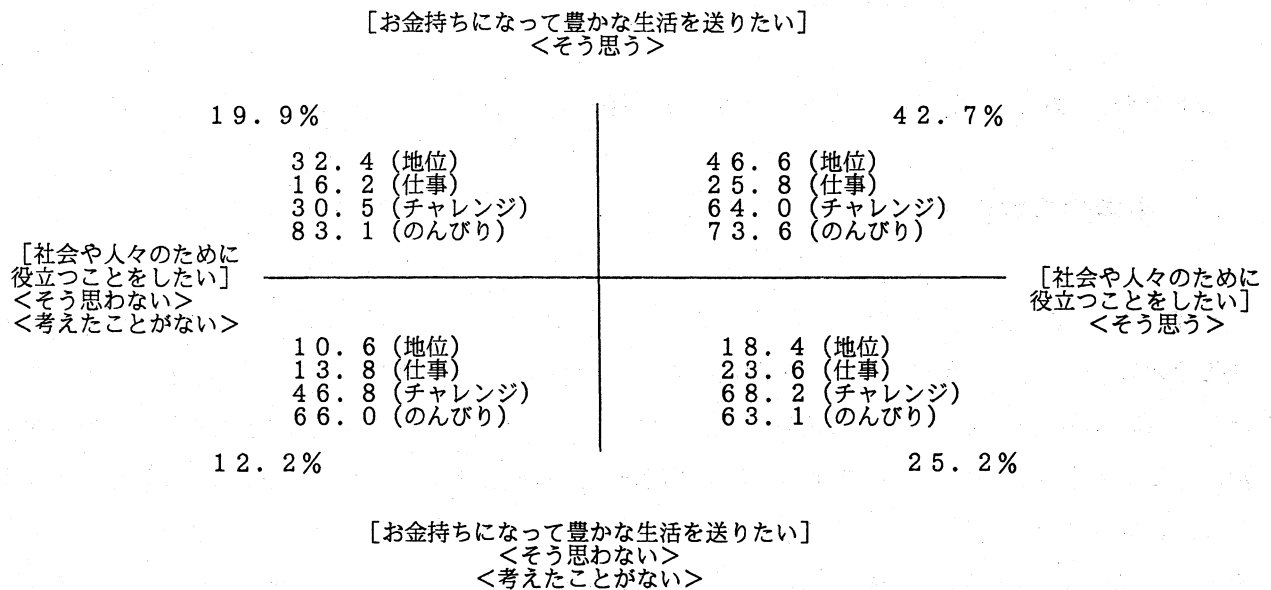 ［お金持ちになって豊かな生活を送りたい］
＜そう思う＞
１９．９％
４２．７％
３２．４（地位）
１６．２（仕事）
３０．５（チャレンジ）
８３．１（のんびり）
４６．６（地位）
２５．８（仕事）
６４．０（チャレンジ）
７３．６（のんびり）
［社会や人々のために
役立つことをしたい］
＜そう思わない＞
＜考えたことがない＞
［社会や人々のために
役立つことをしたい］
＜そう思う＞
１０．６（地位）
１３．８（仕事）
４６．８（チャレンジ）
６６．０（のんびり）
１８．４（地位）
２３．６（仕事）
６８．２（チャレンジ）
６３．１（のんびり）
１２．２％
２５．２％
［お金持ちになって豊かな生活を送りたい］
＜そう思わない＞
＜考えたことがない＞